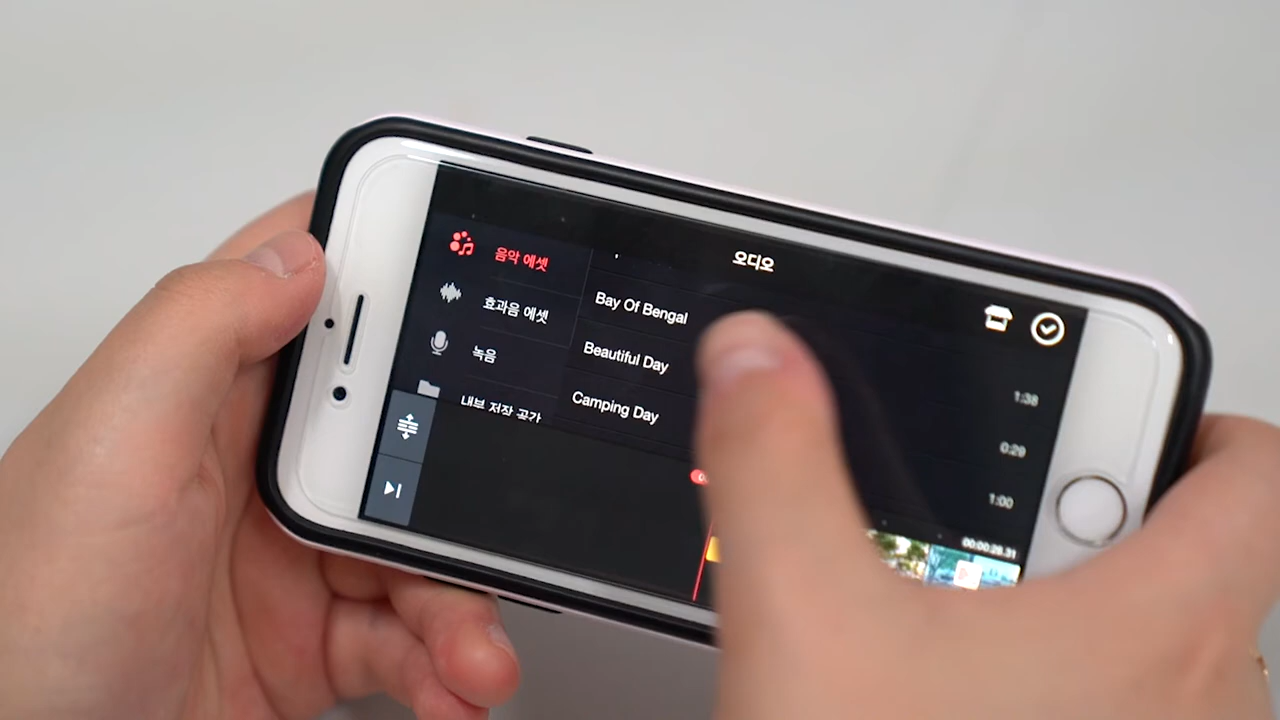 오디오
음악 에셋
효과음 에셋
녹음
내부 저장 공간
Bay Of Bengal
1:38
Beautiful Day
0:29
Camping Day
1:00
00:00:28.31